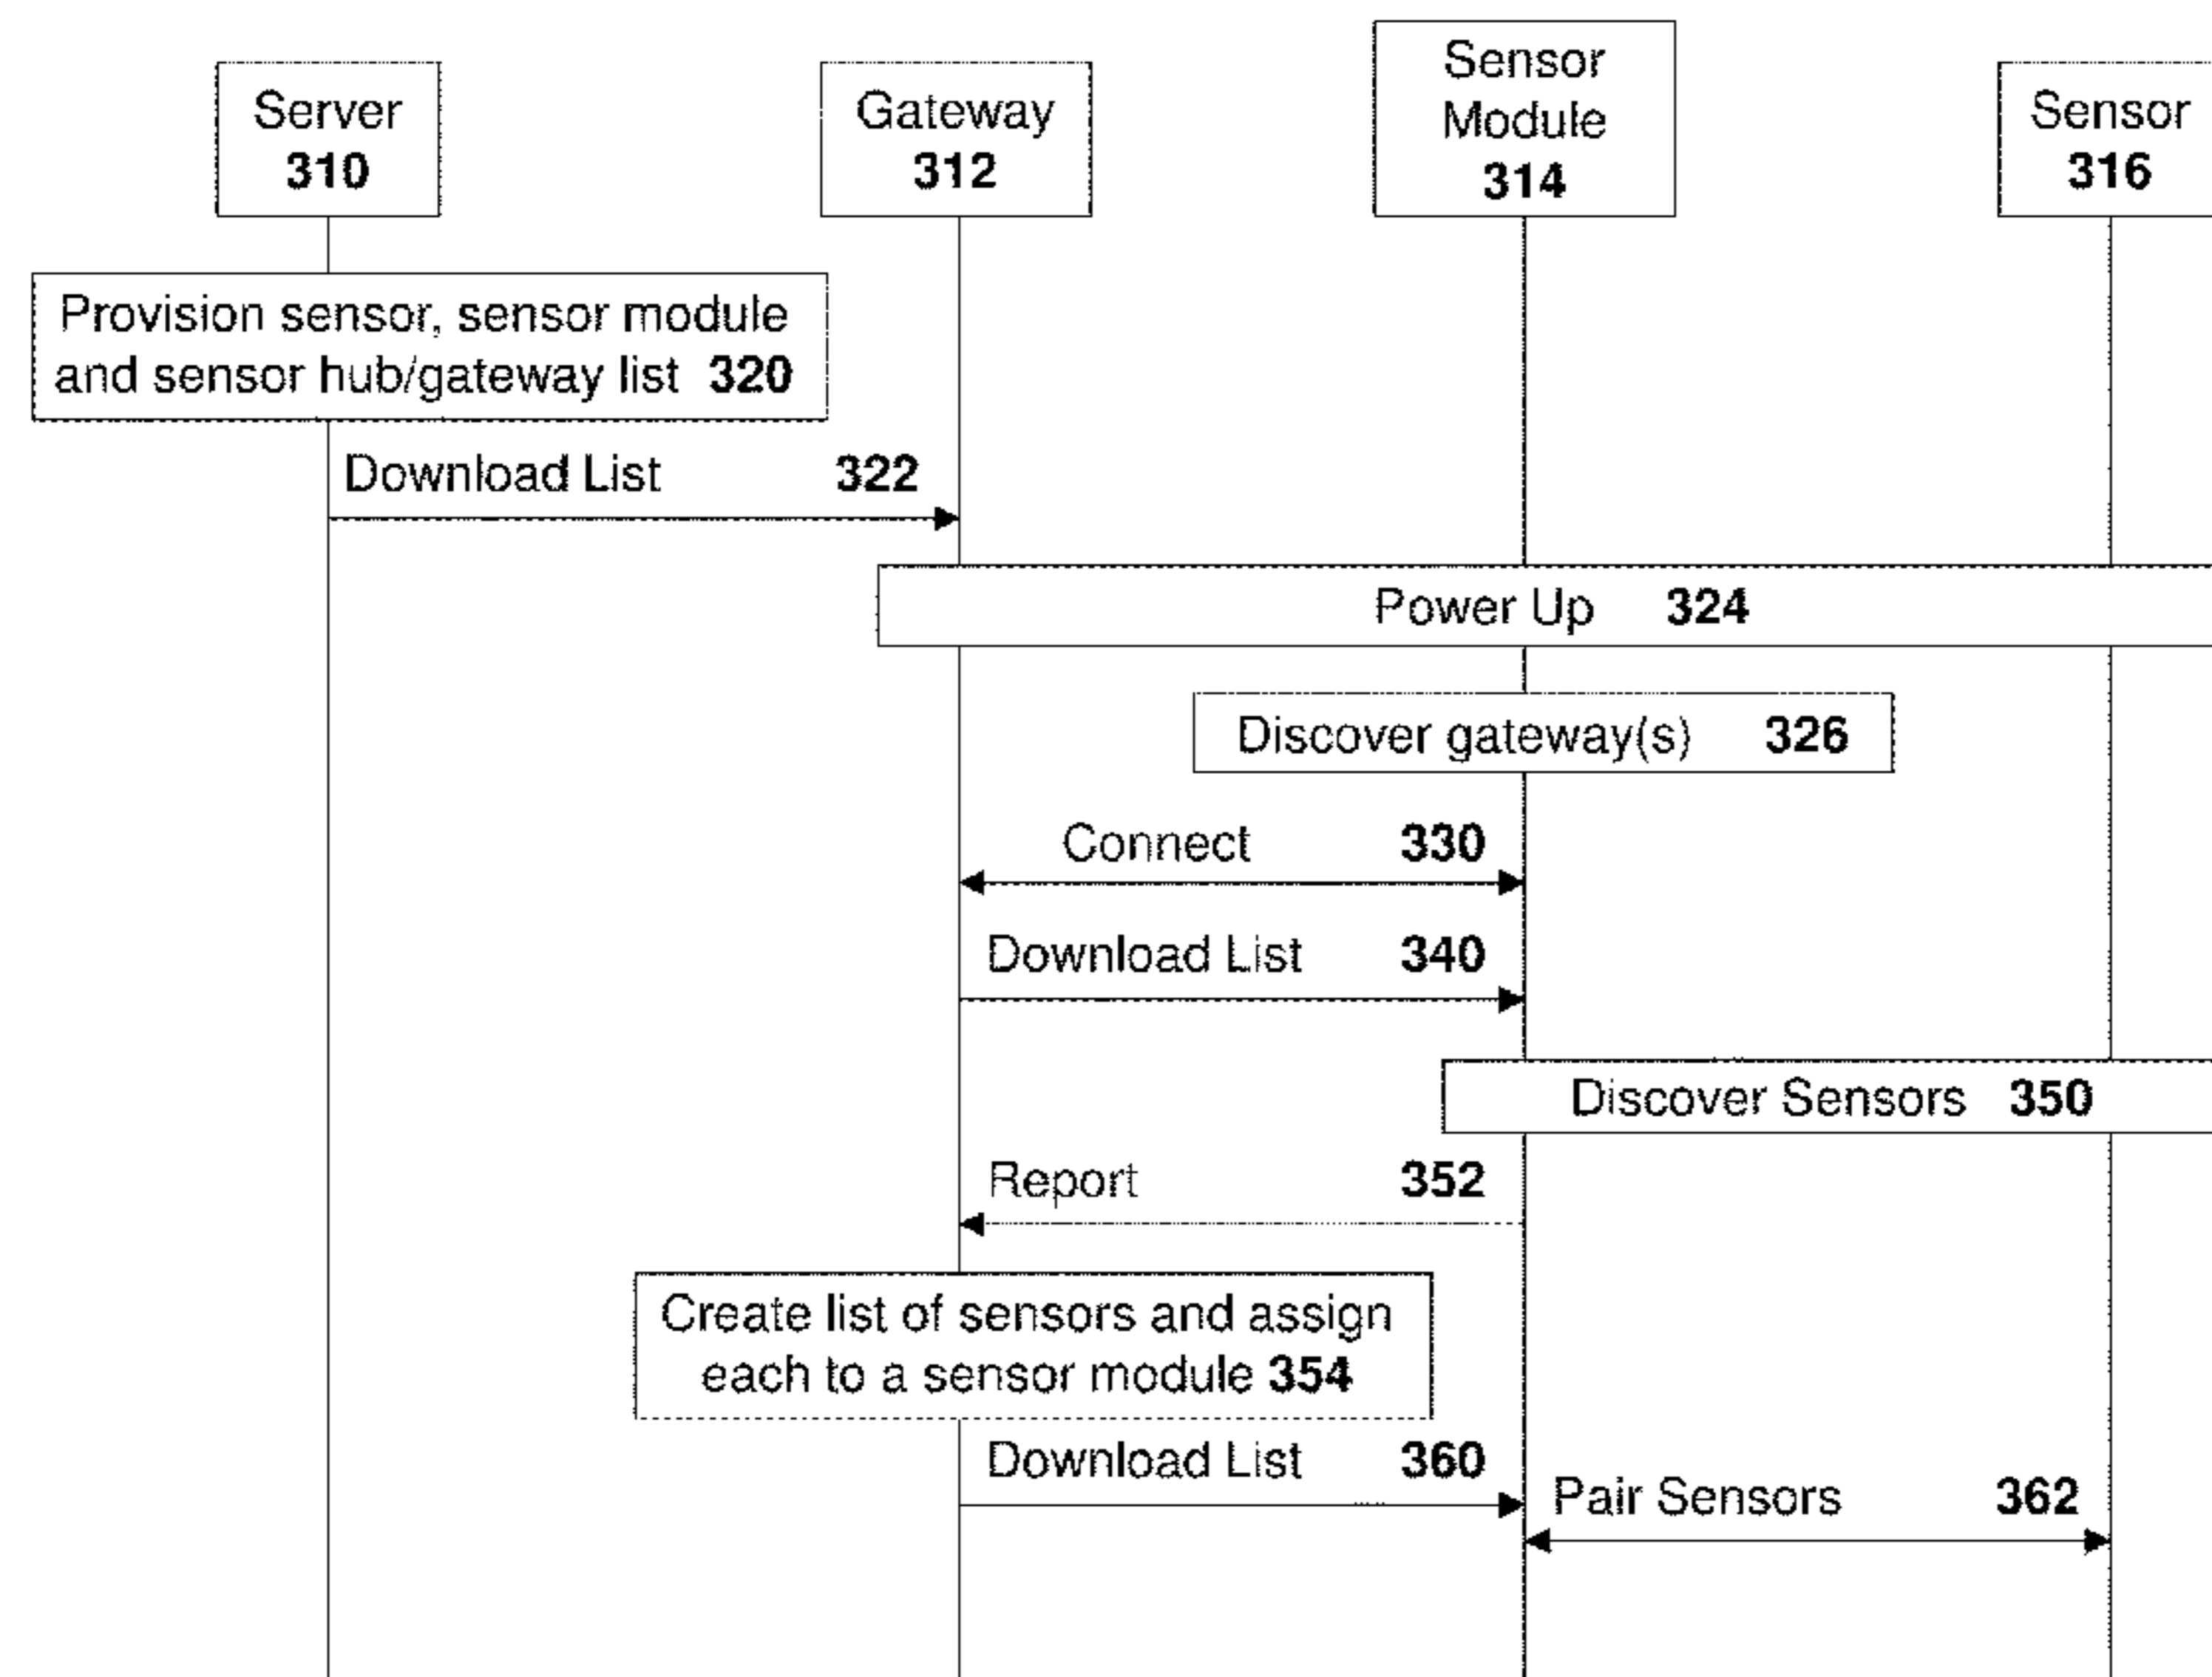 Server
310
Gateway
312
Sensor
Module
314
Sensor
316
Provision sensor, sensor module
and sensor hub/gateway list 320
Download List 322
Power Up 324
Discover gateway(s) 326
Connect 330
Download List 340
Discover Sensors 350
Report 352
Create list of sensors and assign
each to a sensor module 354
Download List 360
Pair Sensors 362